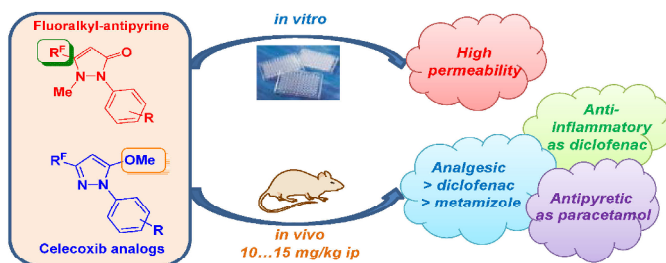 Fluoralkyl-antipyrine
R^F
O
N-N
Me
R
R^F
OMe
N-N
R
Celecoxib analogs
in vitro
in vivo
10...15 mg/kg ip
High
permeability
Anti-
inflammatory
as diclofenac
Analgesic
> diclofenac
> metamizole
Antipyretic
as paracetamol